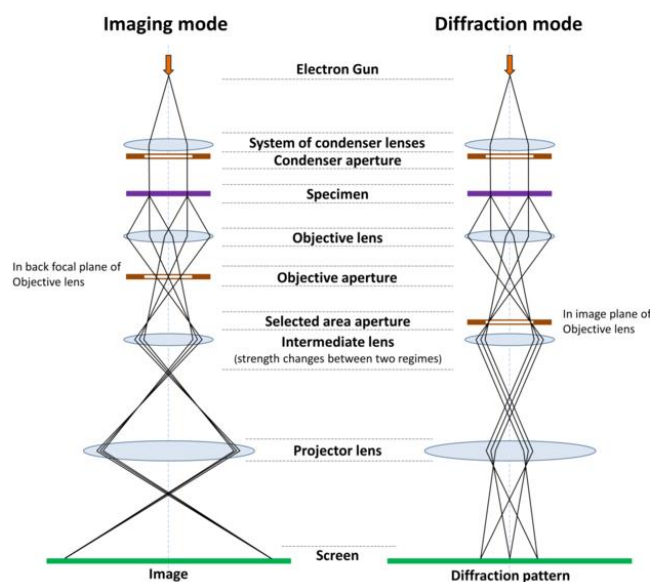 Imaging mode
Diffraction mode
Electron Gun
System of condenser lenses
Condenser aperture
Specimen
Objective lens
In back focal plane of
Objective lens
Objective aperture
Selected area aperture
In image plane of
Objective lens
Intermediate lens
(strength changes between two regimes)
Projector lens
Screen
Image
Diffraction pattern